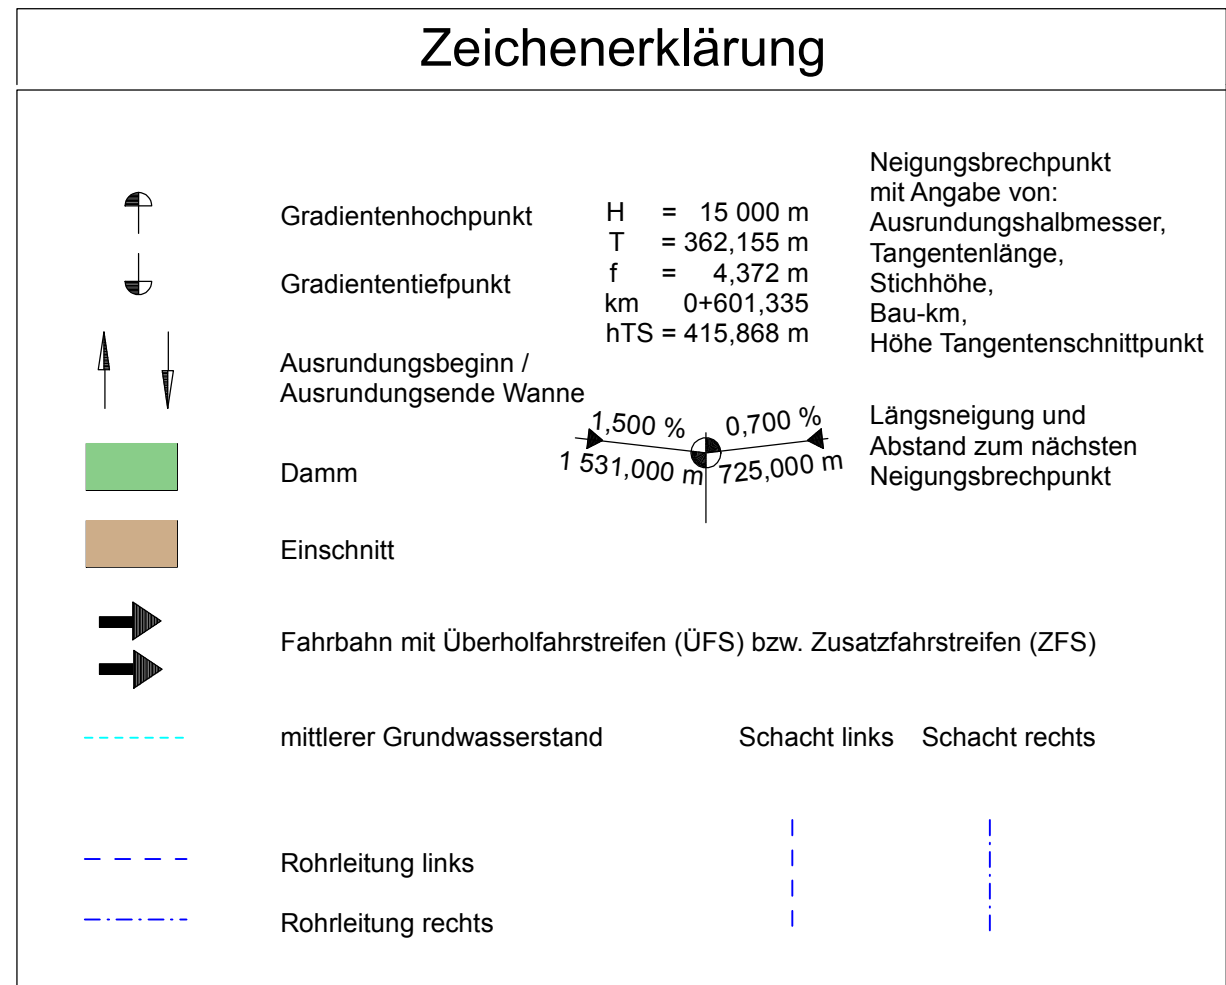 Zeichenerklärung
Gradientenhochpunkt
Gradiententiefpunkt
Ausrundungsbeginn /
Ausrundungsende Wanne
Damm
Einschnitt
H = 15 000 m
T = 362,155 m
f = 4,372 m
km 0+601,335
hTS = 415,868 m
Neigungsbrechpunkt
mit Angabe von:
Ausrundungshalbmesser,
Tangentenlänge,
Stichhöhe,
Bau-km,
Höhe Tangentenschnittpunkt
1,500 % 0,700 %
1 531,000 m 725,000 m
Längsneigung und
Abstand zum nächsten
Neigungsbrechpunkt
Fahrbahn mit Überholfahrstreifen (ÜFS) bzw. Zusatzfahrstreifen (ZFS)
mittlerer Grundwasserstand
Schacht links Schacht rechts
Rohrleitung links
Rohrleitung rechts